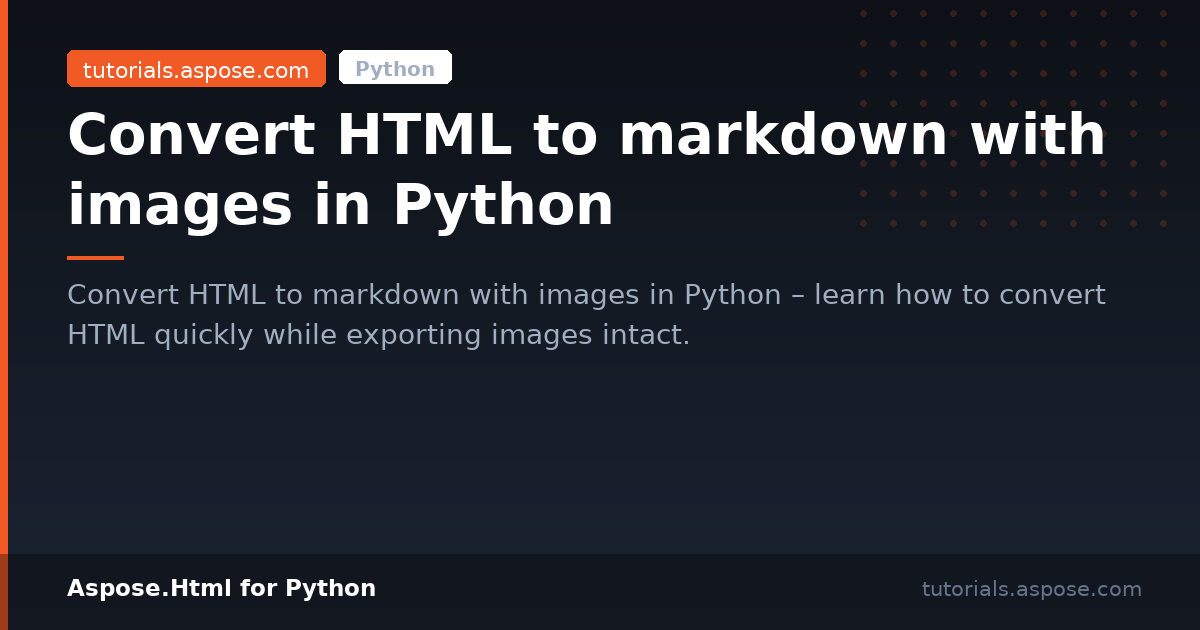 tutorials.aspose.com
Python
Convert HTML to markdown with
images in Python
Convert HTML to markdown with images in Python – learn how to convert
HTML quickly while exporting images intact.
Aspose.Html for Python
tutorials.aspose.com